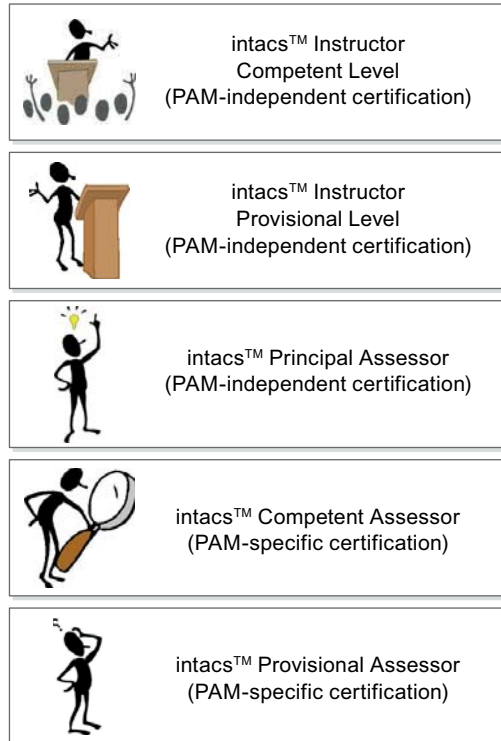 intacs™ Instructor
Competent Level
(PAM-independent certification)
intacs™ Instructor
Provisional Level
(PAM-independent certification)
intacs™ Principal Assessor
(PAM-independent certification)
intacs™ Competent Assessor
(PAM-specific certification)
intacs™ Provisional Assessor
(PAM-specific certification)